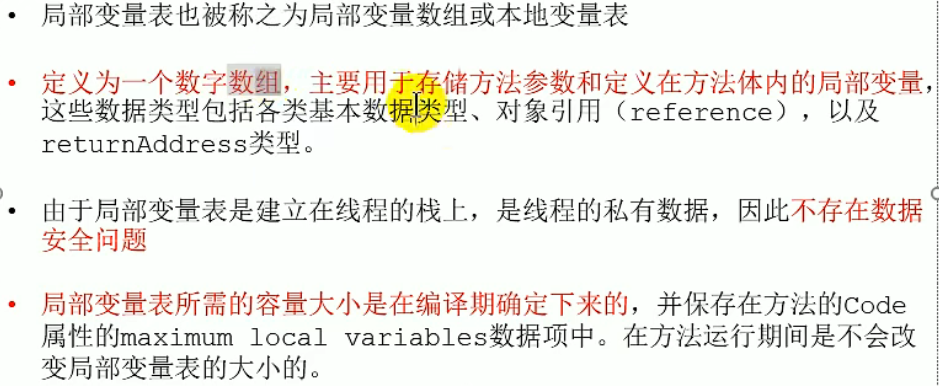 • 局部变量表也被称之为局部变量数组或本地变量表
• 定义为一个数字数组，主要用于存储方法参数和定义在方法体内的局部变量，
这些数据类型包括各类基本数据类型、对象引用（reference），以及
returnAddress类型。
• 由于局部变量表是建立在线程的栈上，是线程的私有数据，因此不存在数据
安全问题
• 局部变量表所需的容量大小是在编译期确定下来的，并保存在方法的Code
属性的maximum local variables数据项中。在方法运行期间是不会改
变局部变量表的大小的。